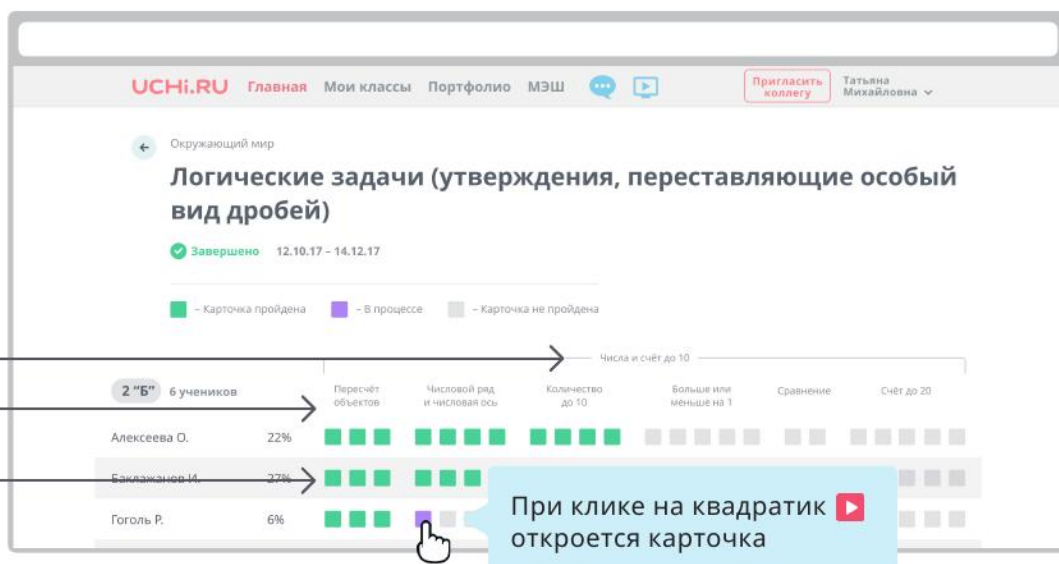 UCHi.RU Главная Мои классы Портфолио МЭШ Пригласить коллегу Татьяна Михайловна
Окружающий мир
Логические задачи (утверждения, переставляющие особый
вид дробей)
Завершено 12.10.17 – 14.12.17
– Карточка пройдена – В процессе – Карточка не пройдена
Числа и счёт до 10
2 "Б" 6 учеников
Пересчёт
объектов
Числовой ряд
и числовая ось
Количество
до 10
Больше или
меньше на 1
Сравнение
Счёт до 20
Алексеева О. 22%
Баклажанов И. 27%
Гоголь Р. 6%
При клике на квадратик
откроется карточка